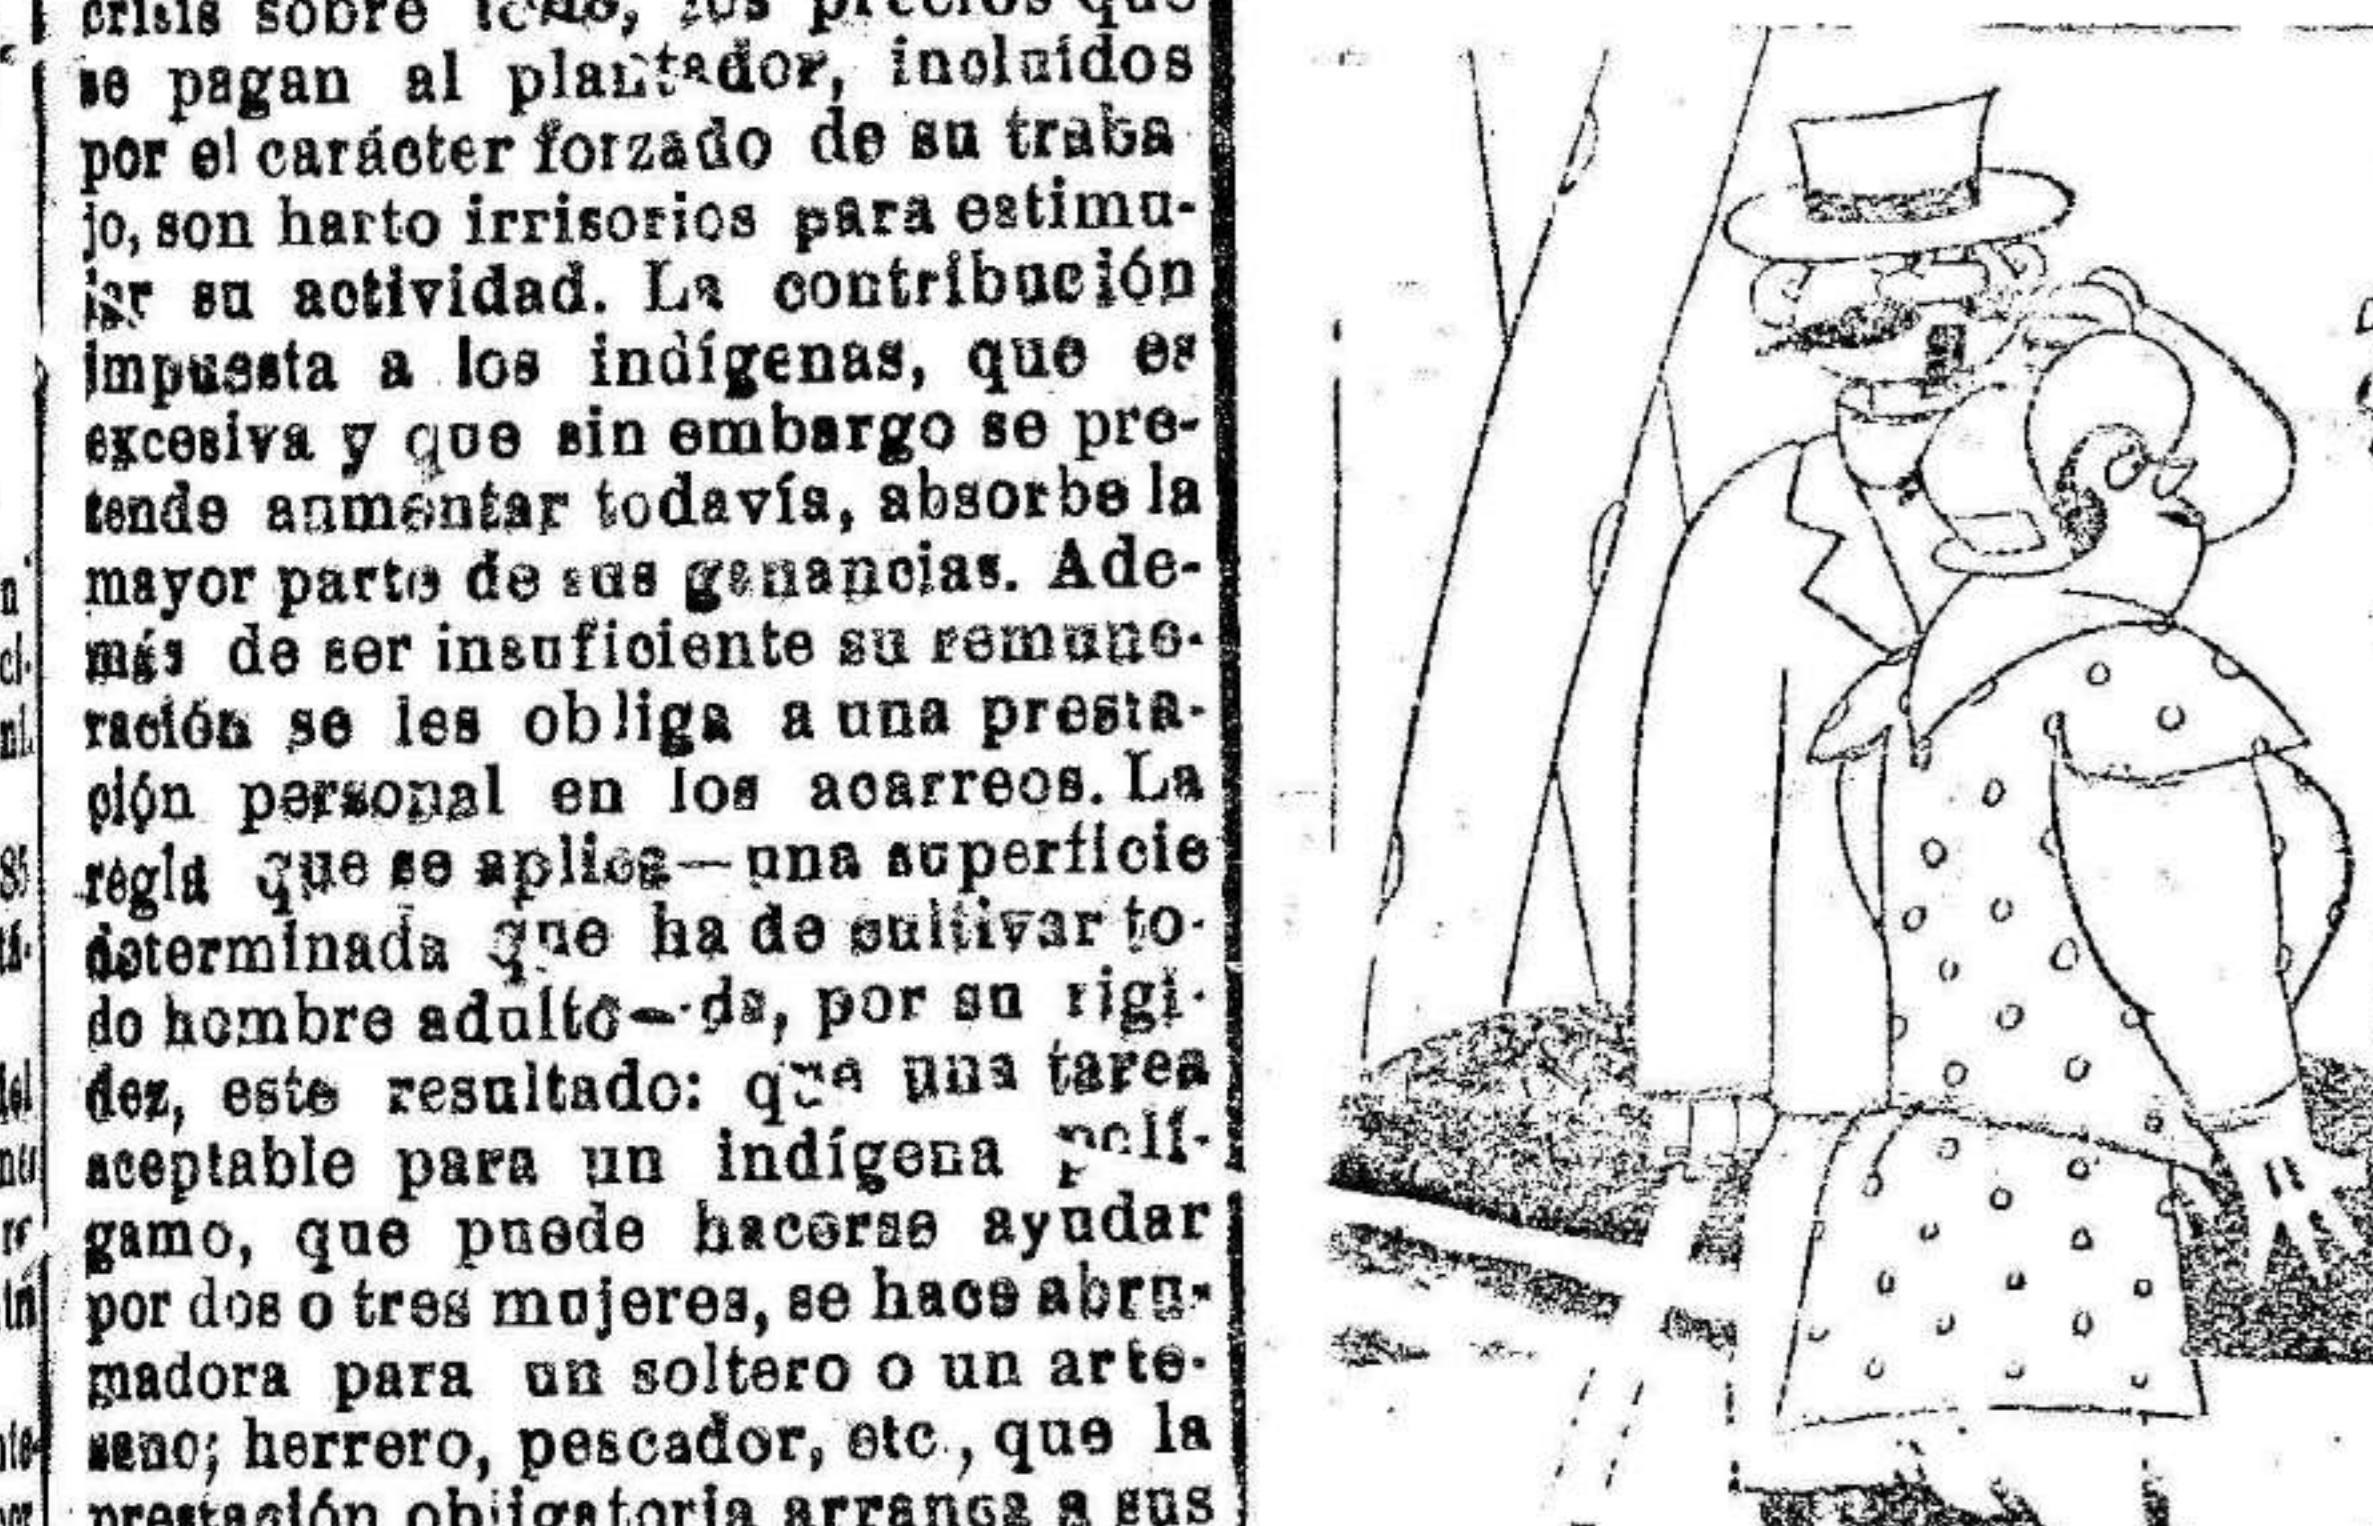 crisis sobre todo, los precios que
se pagan al plantador, incluídos
por el carácter forzado de su traba
jo, son harto irrisorios para estimu-
lar su actividad. La contribución
impuesta a los indígenas, que es
excesiva y que sin embargo se pre-
tende aumentar todavía, absorbe la
mayor parte de sus ganancias. Ade-
más de ser insuficiente su remune-
ración se les obliga a una presta-
ción personal en los acarreos. La
regla que se aplica—una superficie
determinada que ha de cultivar to-
do hombre adulto—da, por su rigi-
dez, este resultado: que una tarea
aceptable para un indígena polí-
gamo, que puede hacerse ayudar
por dos o tres mujeres, se hace abru-
madora para un soltero o un arte-
sano; herrero, pescador, etc., que la
prestación obligatoria arranca a sus